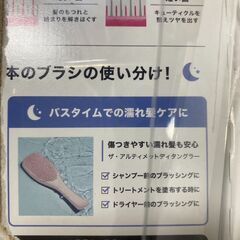 髪のもつれと
絡まりを解きほぐす
キューティクルを
整えツヤを出す
本のブラシの使い分け!
バスタイムでの濡れ髪ケアに
傷つきやすい濡れ髪も安心
ザ・アルティメットディタングラー
シャンプー前のブラッシングに
トリートメントを塗布する時に
ドライヤー前のブラッシングに